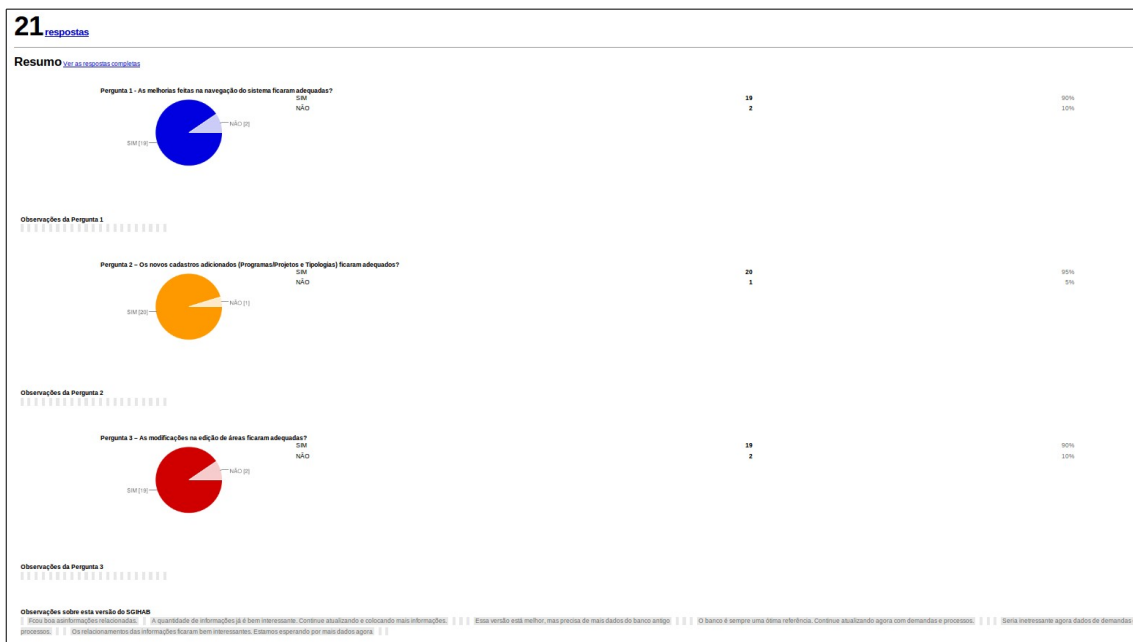 21 respostas
Resumo Ver as respostas completas
Pergunta 1 - As melhorias feitas na navegação do sistema ficaram adequadas?
SIM 19 90%
NÃO 2 10%
NÃO [2]
SIM [19]
Observações da Pergunta 1
Pergunta 2 – Os novos cadastros adicionados (Programas/Projetos e Tipologias) ficaram adequados?
SIM 20 95%
NÃO 1 5%
NÃO [1]
SIM [20]
Observações da Pergunta 2
Pergunta 3 – As modificações na edição de áreas ficaram adequadas?
SIM 19 90%
NÃO 2 10%
NÃO [2]
SIM [19]
Observações da Pergunta 3
Observações sobre esta versão do SGIHAB
Fcou boa asinformações relacionadas. A quantidade de informações já é bem interessante. Continue atualizando e colocando mais informações. Essa versão está melhor, mas precisa de mais dados do banco antigo O banco é sempre uma ótima referência. Continue atualizando agora com demandas e processos. Seria inetressante agora dados de demandas
processos. Os relacionamentos das informações ficaram bem interessantes. Estamos esperando por mais dados agora